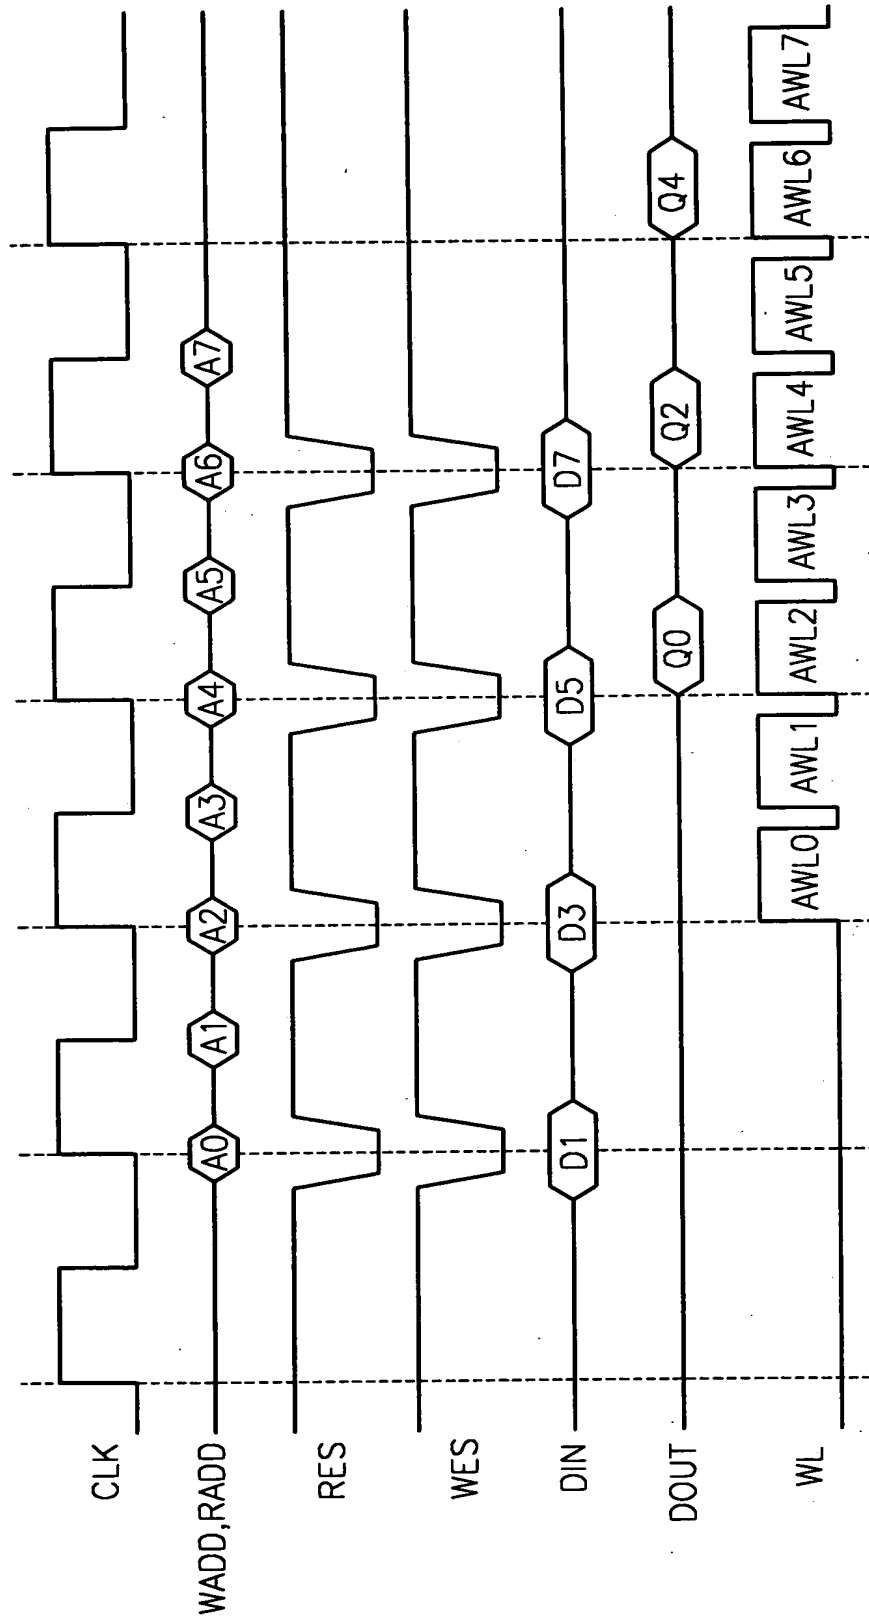 CLK
WADD,RADD A0 A1 A2 A3 A4 A5 A6 A7
RES
WES
DIN D1 D3 D5 D7
DOUT Q0 Q2 Q4
WL AWL0 AWL1 AWL2 AWL3 AWL4 AWL5 AWL6 AWL7